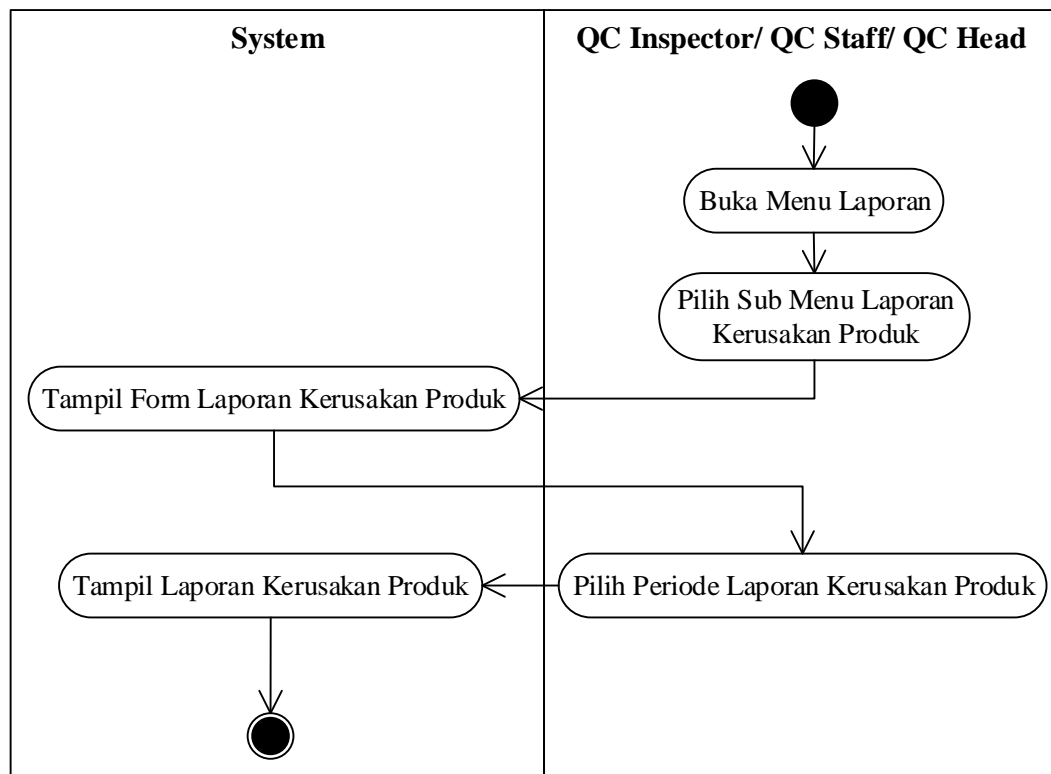 System
QC Inspector/ QC Staff/ QC Head
Buka Menu Laporan
Pilih Sub Menu Laporan
Kerusakan Produk
Tampil Form Laporan Kerusakan Produk
Tampil Laporan Kerusakan Produk
Pilih Periode Laporan Kerusakan Produk